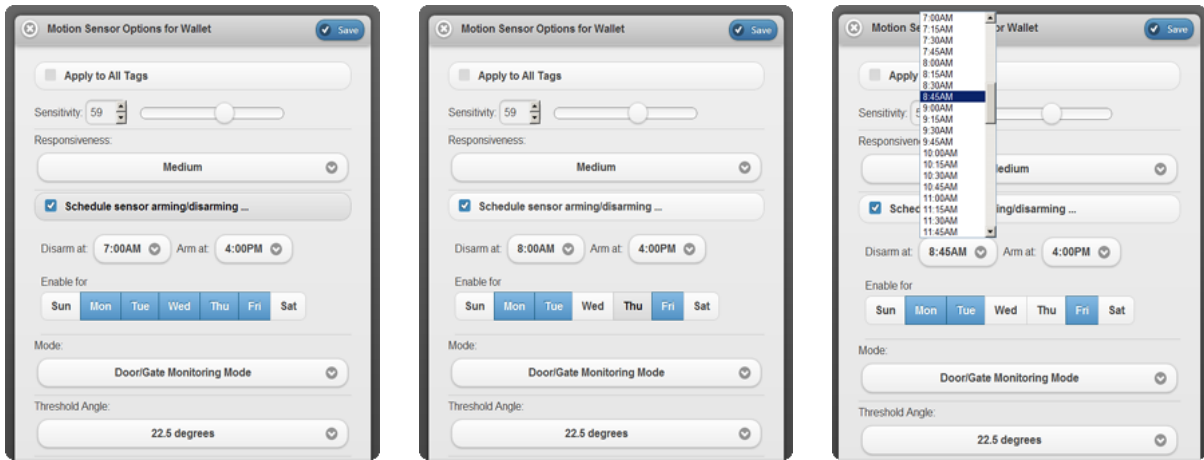 Motion Sensor Options for Wallet
Save
Apply to All Tags
Sensitivity: 59
Responsiveness:
Medium
Schedule sensor arming/disarming ...
Disarm at: 7:00AM Arm at: 4:00PM
Enable for
Sun Mon Tue Wed Thu Fri Sat
Mode:
Door/Gate Monitoring Mode
Threshold Angle:
22.5 degrees
Motion Sensor Options for Wallet
Save
Apply to All Tags
Sensitivity: 59
Responsiveness:
Medium
Schedule sensor arming/disarming ...
Disarm at: 8:00AM Arm at: 4:00PM
Enable for
Sun Mon Tue Wed Thu Fri Sat
Mode:
Door/Gate Monitoring Mode
Threshold Angle:
22.5 degrees
Motion Se or Wallet
Save
Apply
Sensitivity: 5
Responsiven
edium
Sched ing/disarming ...
7:00AM
7:15AM
7:30AM
7:45AM
8:00AM
8:15AM
8:30AM
8:45AM
9:00AM
9:15AM
9:30AM
9:45AM
10:00AM
10:15AM
10:30AM
10:45AM
11:00AM
11:15AM
11:30AM
11:45AM
Disarm at: 8:45AM Arm at: 4:00PM
Enable for
Sun Mon Tue Wed Thu Fri Sat
Mode:
Door/Gate Monitoring Mode
Threshold Angle:
22.5 degrees